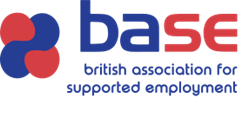 base
british association for
supported employment